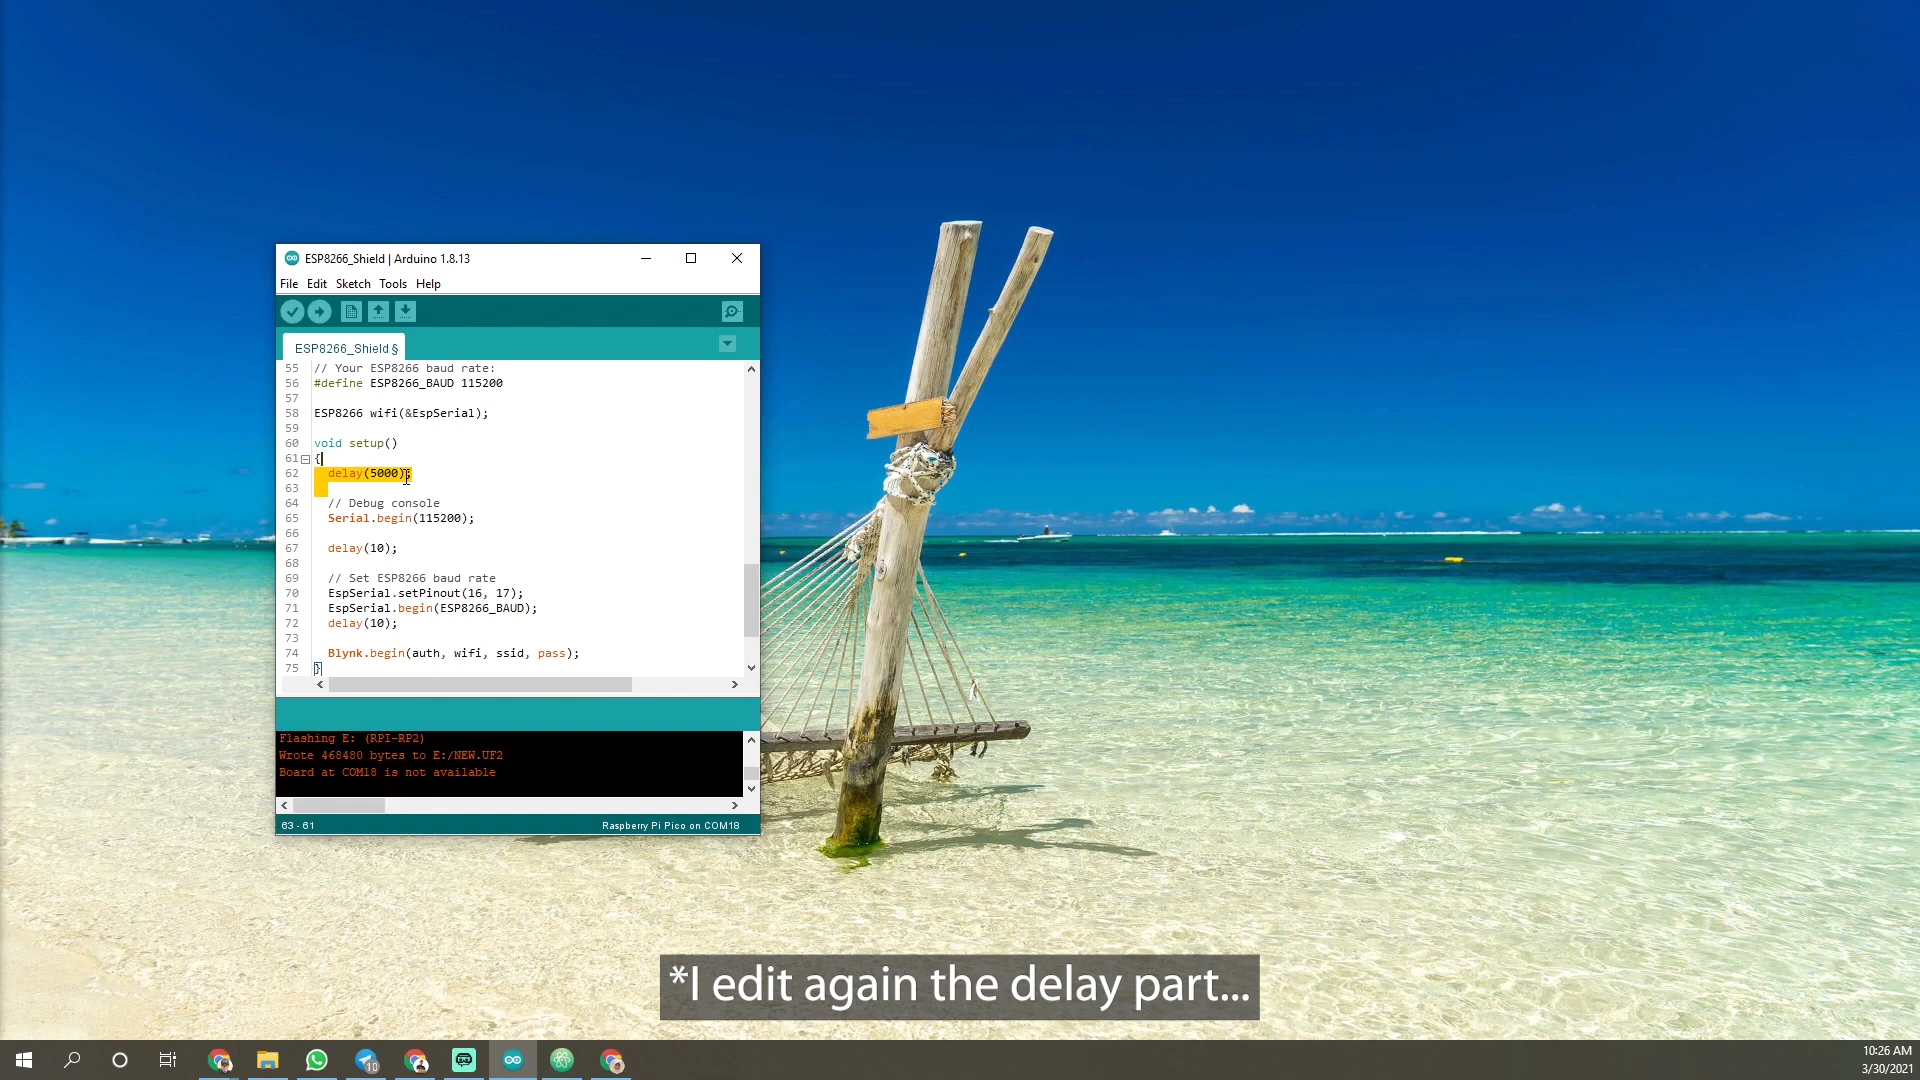 ESP8266_Shield | Arduino 1.8.13
File Edit Sketch Tools Help
ESP8266_Shield §
55 // Your ESP8266 baud rate:
56 #define ESP8266_BAUD 115200
57
58 ESP8266 wifi(&EspSerial);
59
60 void setup()
61 {
62 delay(5000);
63
64 // Debug console
65 Serial.begin(115200);
66
67 delay(10);
68
69 // Set ESP8266 baud rate
70 EspSerial.setPinout(16, 17);
71 EspSerial.begin(ESP8266_BAUD);
72 delay(10);
73
74 Blynk.begin(auth, wifi, ssid, pass);
75 }
Flashing E: (RPI-RP2)
Wrote 468480 bytes to E:/NEW.UF2
Board at COM18 is not available
63 - 61 Raspberry Pi Pico on COM18
*I edit again the delay part...
10
10:26 AM
3/30/2021